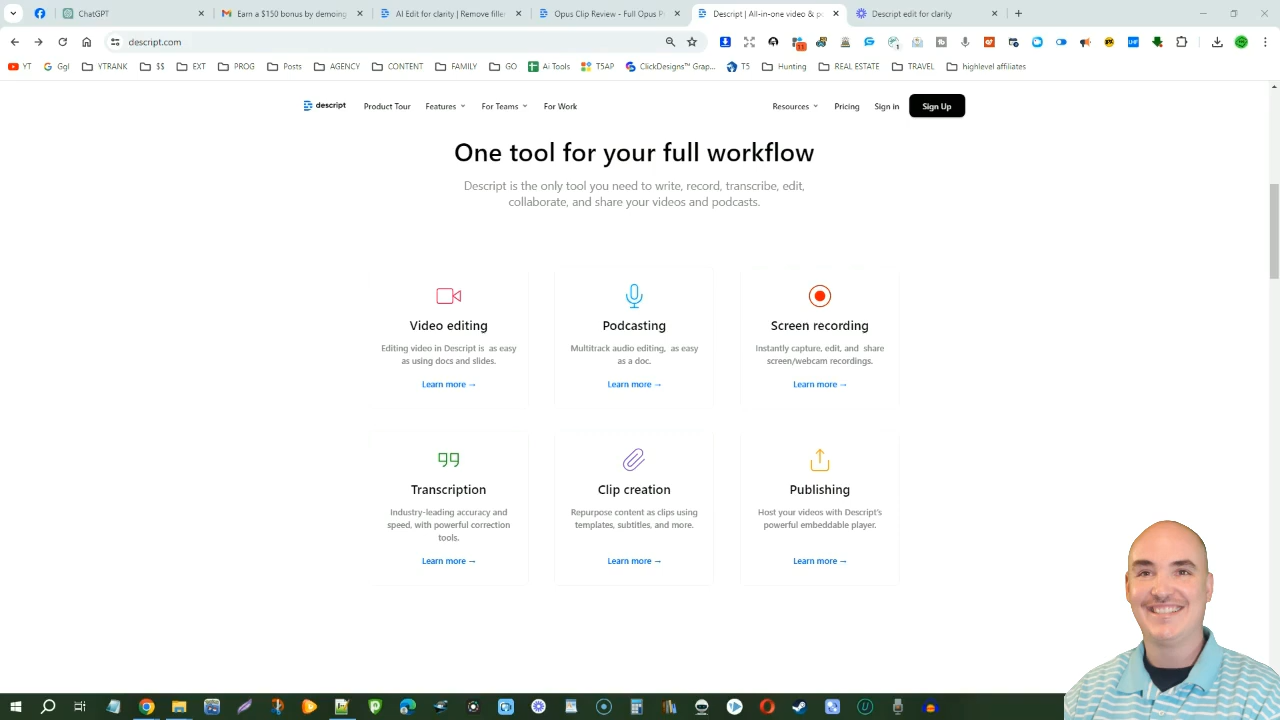 ChatGPT
Earn a $150 bonus by doming
AI Edit for clarity | Remove filler
Opus Clip Review - Full Opus P
Descript | All-in-one video &
Descript edit for clarity
descript.com
YT
Ggl
YTRANK
$$
EXT
PROG
Posts
AGENCY
CONTENT
FAMILY
GO
Ai Tools
T5AP
ClickDesigns™ Grap...
T5
Hunting
REAL ESTATE
TRAVEL
highlevel affiliates
descript
Product Tour
Features
For Teams
For Work
Resources
Pricing
Sign in
Sign Up
One tool for your full workflow
Descript is the only tool you need to write, record, transcribe, edit,
collaborate, and share your videos and podcasts.
Video editing
Editing video in Descript is as easy
as using docs and slides.
Learn more →
Podcasting
Multitrack audio editing, as easy
as a doc.
Learn more →
Screen recording
Instantly capture, edit, and share
screen/webcam recordings.
Learn more →
Transcription
Industry-leading accuracy and
speed, with powerful correction
tools.
Learn more →
Clip creation
Repurpose content as clips using
templates, subtitles, and more.
Learn more →
Publishing
Host your videos with Descript's
powerful embeddable player.
Learn more →